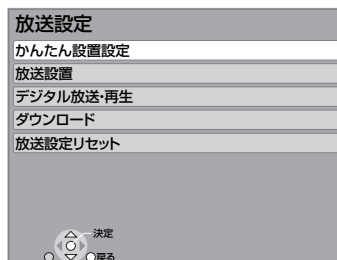 放送設定
かんたん設置設定
放送設置
デジタル放送・再生
ダウンロード
放送設定リセット
決定
戻る